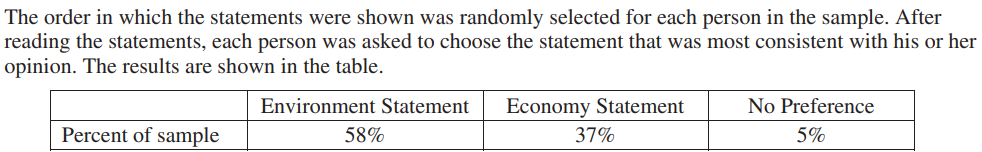 The order in which the statements were shown was randomly selected for each person in the sample. After
reading the statements, each person was asked to choose the statement that was most consistent with his or her
opinion. The results are shown in the table.
Environment Statement Economy Statement No Preference
Percent of sample 58% 37% 5%